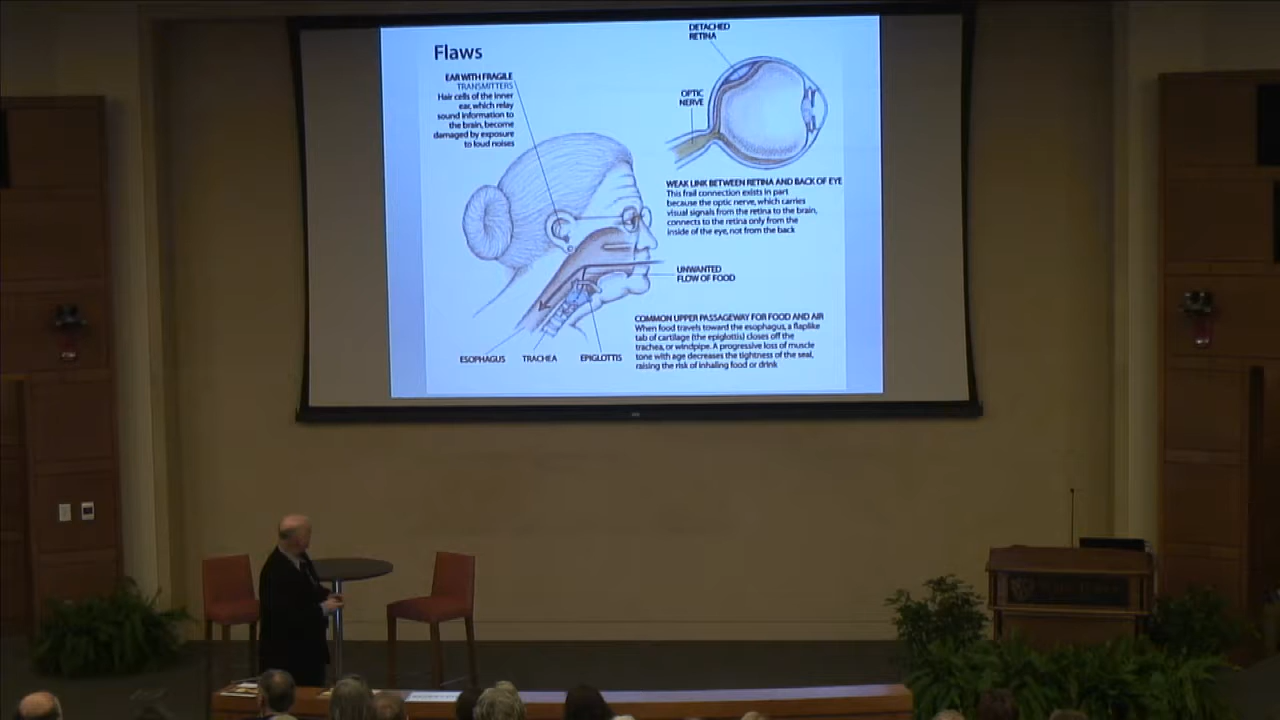 Flaws
EAR WITH FRAGILE
TRANSMITTERS
Hair cells of the inner
ear, which relay
sound information to
the brain, become
damaged by exposure
to loud noises
DETACHED
RETINA
OPTIC
NERVE
WEAK LINK BETWEEN RETINA AND BACK OF EYE
This frail connection exists in part
because the optic nerve, which carries
visual signals from the retina to the brain,
connects to the retina only from the
inside of the eye, not from the back
UNWANTED
FLOW OF FOOD
COMMON UPPER PASSAGEWAY FOR FOOD AND AIR
When food travels toward the esophagus, a flaplike
tab of cartilage (the epiglottis) closes off the
trachea, or windpipe. A progressive loss of muscle
tone with age decreases the tightness of the seal,
raising the risk of inhaling food or drink
ESOPHAGUS
TRACHEA
EPIGLOTTIS